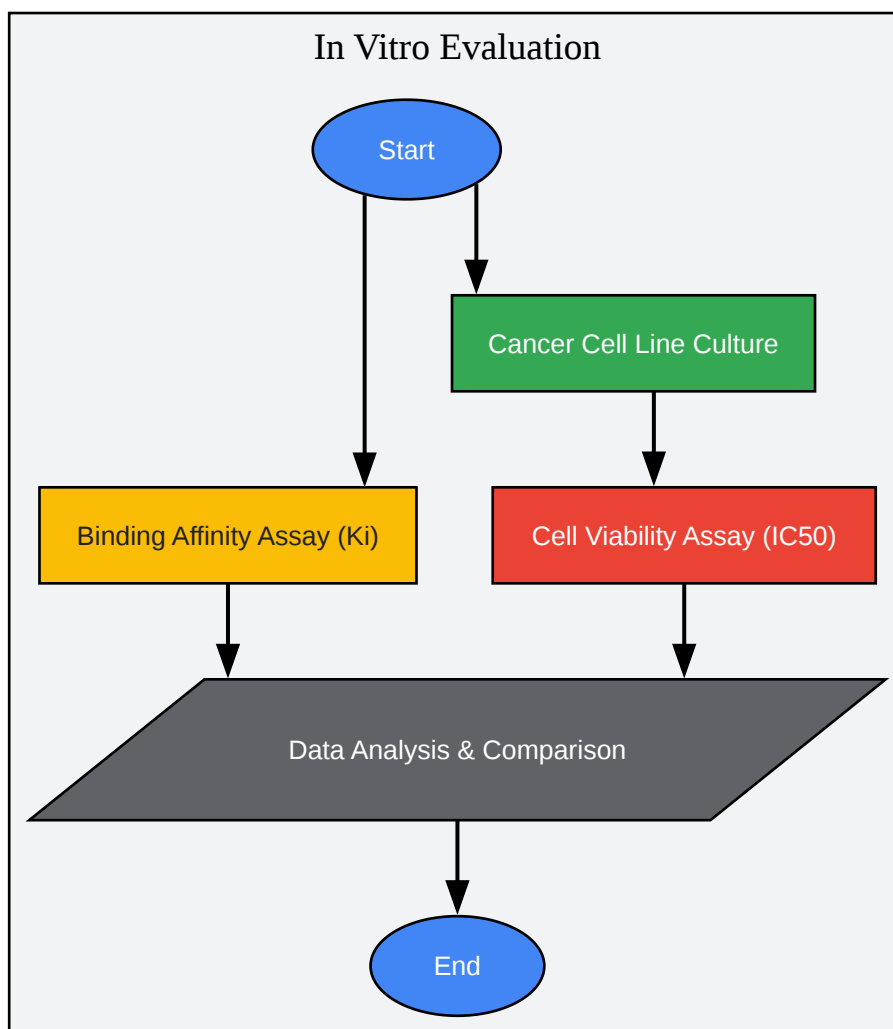 In Vitro Evaluation
Start
Cancer Cell Line Culture
Binding Affinity Assay (Ki)
Cell Viability Assay (IC50)
Data Analysis & Comparison
End